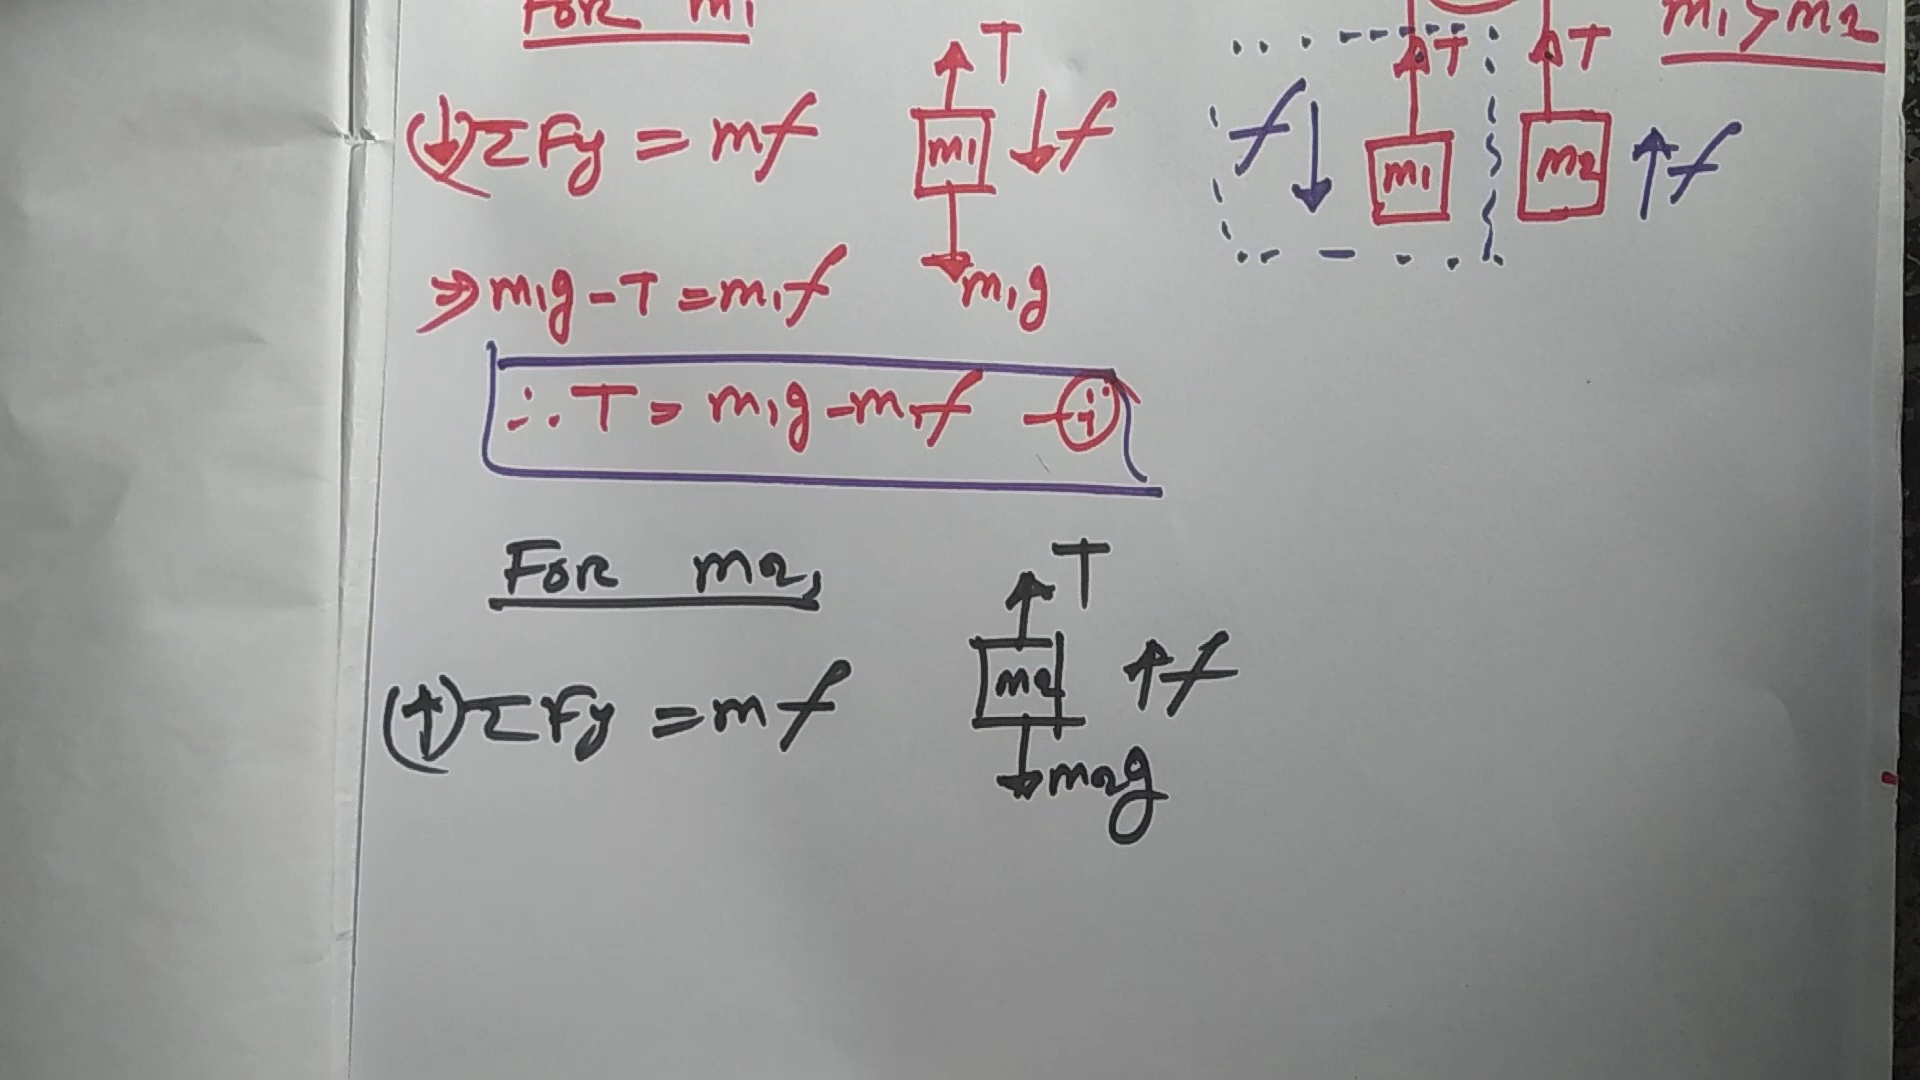 For m1
m1>m2
T
T
T
(↓)ΣFy = mf
m1
↓f
f↓
m1
m2
↑f
⇒ m1g - T = m1f
m1g
∴ T = m1g - m1f - (i)
For m2,
T
(↑)ΣFy = mf
m2
↑f
m2g